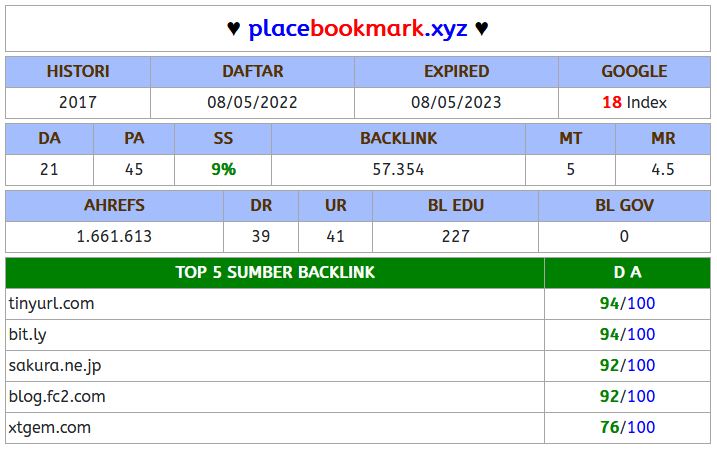 ♥ placebookmark.xyz ♥
HISTORI DAFTAR ExPIRED GOOGLE
2017 08/05/2022 08/05/2023 18 Index
DA PA SS BACKLINK MT MR
21 45 9% 57.354 5 4.5
AHREFS DR UR BL EDU BL GOV
1.661.613 39 41 227 0
TOP 5 SUMBER BACKLINK D A
tinyurl.com 94/100
bit.ly 94/100
sakura.ne.jp 92/100
blog.fc2.com 92/100
xtgem.com 76/100